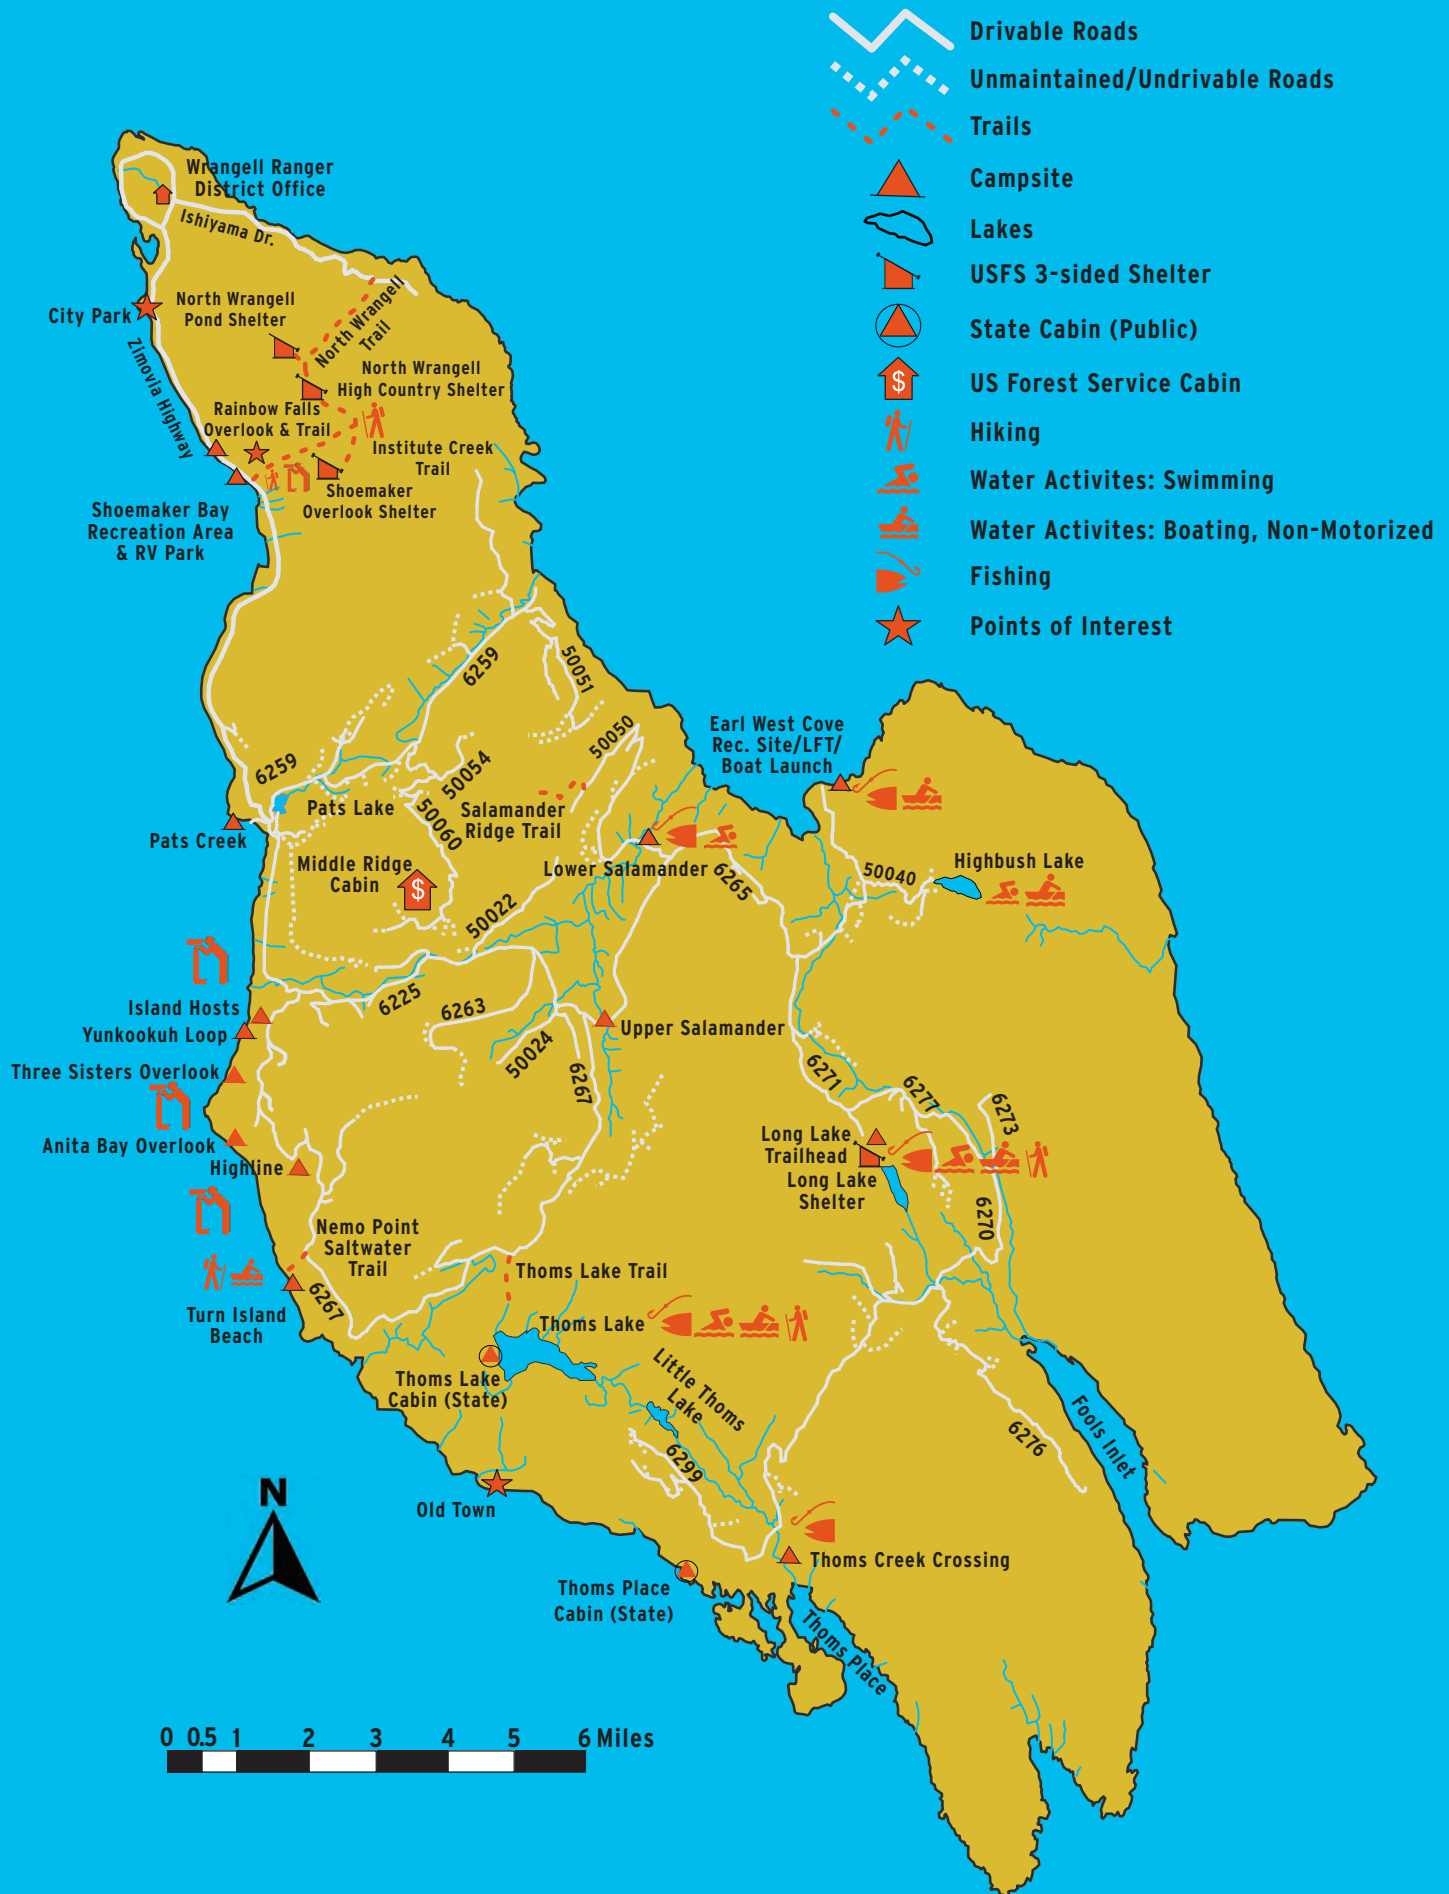 Drivable Roads
Unmaintained/Undrivable Roads
Trails
Campsite
Lakes
USFS 3-sided Shelter
State Cabin (Public)
$
US Forest Service Cabin
Hiking
Water Activites: Swimming
Water Activites: Boating, Non-Motorized
Fishing
Points of Interest
Wrangell Ranger
District Office
Ishiyama Dr.
City Park
North Wrangell
Pond Shelter
North Wrangell
Trail
Zimovia Highway
North Wrangell
High Country Shelter
Rainbow Falls
Overlook & Trail
Institute Creek
Trail
Shoemaker
Overlook Shelter
Shoemaker Bay
Recreation Area
& RV Park
6259
50051
50050
Earl West Cove
Rec. Site/LFT/
Boat Launch
6259
50054
Pats Lake
50060
Salamander
Ridge Trail
Pats Creek
Middle Ridge
Cabin
$
Lower Salamander
6265
50040
Highbush Lake
50022
6225
6263
50024
Island Hosts
Yunkookuh Loop
Upper Salamander
Three Sisters Overlook
6267
6271
6277
6273
Anita Bay Overlook
Highline
Long Lake
Trailhead
Long Lake
Shelter
6270
Nemo Point
Saltwater
Trail
6267
Turn Island
Beach
Thoms Lake Trail
Thoms Lake
Thoms Lake
Cabin (State)
Little Thoms
Lake
6299
Fools Inlet
6276
Old Town
Thoms Creek Crossing
Thoms Place
Cabin (State)
Thoms Place
N
0 0.5 1 2 3 4 5 6 Miles